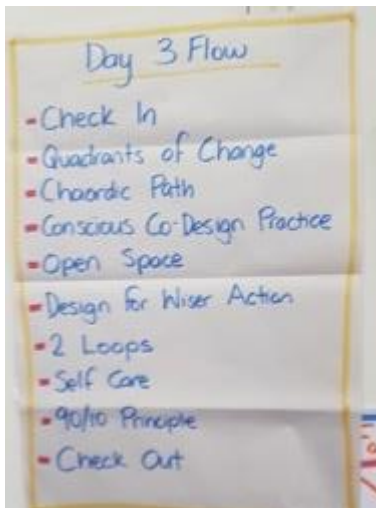 Day 3 Flow
- Check In
- Quadrants of Change
- Chaordic Path
- Conscious Co-Design Practice
- Open Space
- Design for Wiser Action
- 2 Loops
- Self Care
- 90/10 Principle
- Check Out